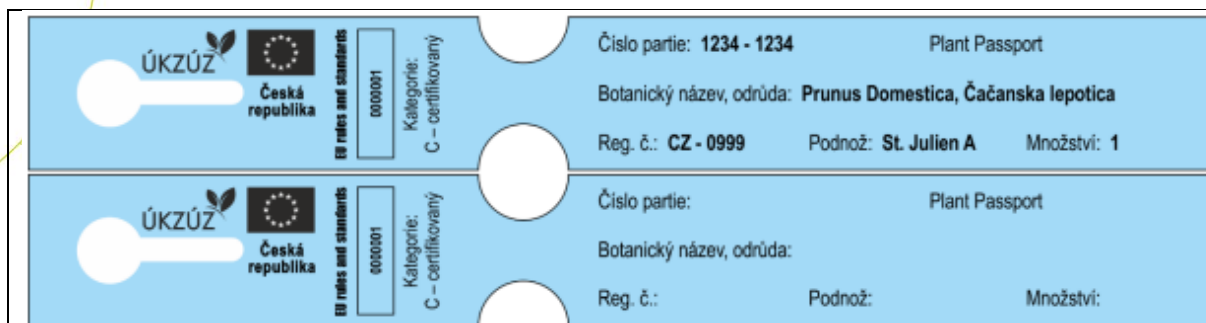 ÚKZÚZ
Česká
republika
EU rules and standards
0000001
Kategorie:
C – certifikovaný
Číslo partie: 1234 - 1234 Plant Passport
Botanický název, odrůda: Prunus Domestica, Čačanska lepotica
Reg. č.: CZ - 0999 Podnož: St. Julien A Množství: 1
ÚKZÚZ
Česká
republika
EU rules and standards
0000001
Kategorie:
C – certifikovaný
Číslo partie: Plant Passport
Botanický název, odrůda:
Reg. č.: Podnož: Množství: